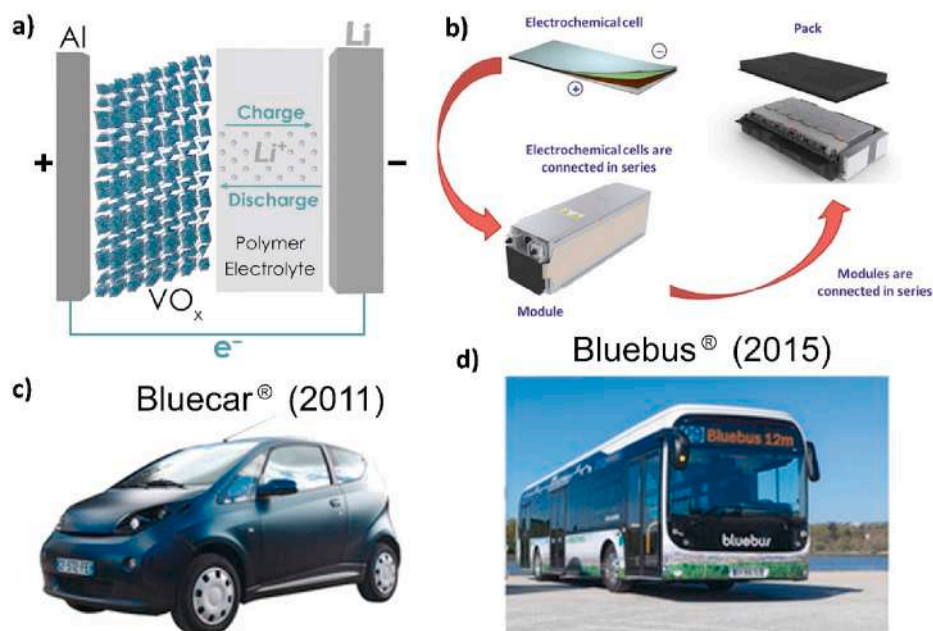 a)
Al
Li
+
Charge
Li⁺
Discharge
Polymer
Electrolyte
−
VOₓ
e⁻
b)
Electrochemical cell
−
+
Electrochemical cells are
connected in series
Module
Pack
Modules are
connected in series
c)
Bluecar® (2011)
d)
Bluebus® (2015)
Bluebus 12m
bluebus